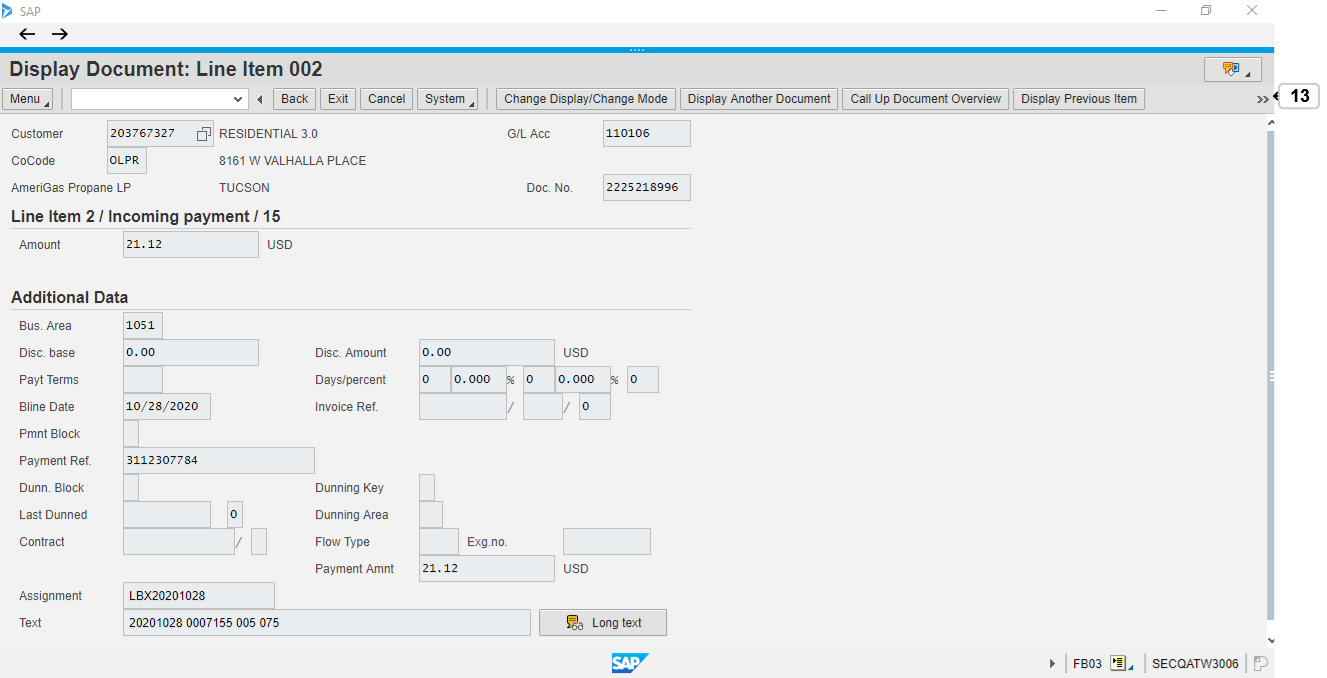 SAP
Display Document: Line Item 002
Menu Back Exit Cancel System Change Display/Change Mode Display Another Document Call Up Document Overview Display Previous Item » 13
Customer 203767327 RESIDENTIAL 3.0 G/L Acc 110106
CoCode OLPR 8161 W VALHALLA PLACE
AmeriGas Propane LP TUCSON Doc. No. 2225218996
Line Item 2 / Incoming payment / 15
Amount 21.12 USD
Additional Data
Bus. Area 1051
Disc. base 0.00 Disc. Amount 0.00 USD
Payt Terms Days/percent 0 0.000 % 0 0.000 % 0
Bline Date 10/28/2020 Invoice Ref. / / 0
Pmnt Block
Payment Ref. 3112307784
Dunn. Block Dunning Key
Last Dunned 0 Dunning Area
Contract / Flow Type Exg.no.
Payment Amnt 21.12 USD
Assignment LBX20201028
Text 20201028 0007155 005 075 Long text
SAP FB03 SECQATW3006